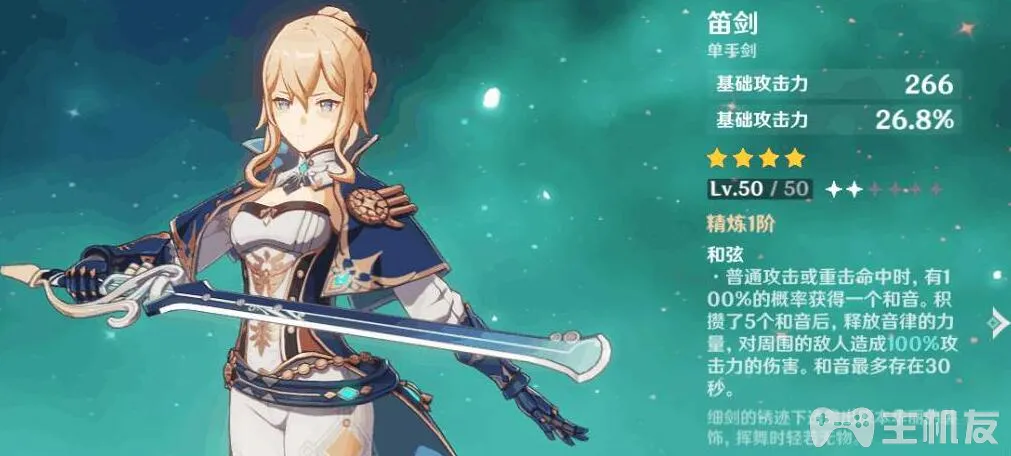 笛剑
单手剑
基础攻击力 266
基础攻击力 26.8%
Lv.50 / 50
精炼1阶
和弦
·普通攻击或重击命中时,有1
00%的概率获得一个和音。积
攒了5个和音后,释放音律的力
量,对周围的敌人造成100%攻
击力的伤害。和音最多存在30
秒。
细剑的锈迹下
饰,挥舞时轻若无物
主机友